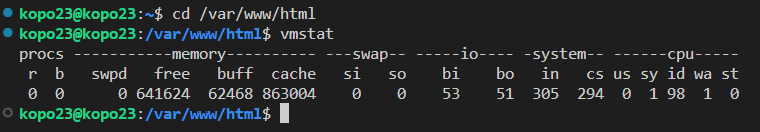 kopo23@kopo23:~$ cd /var/www/html
kopo23@kopo23:/var/www/html$ vmstat
procs -----------memory---------- ---swap-- -----io---- -system-- ------cpu-----
 r  b   swpd   free   buff  cache   si   so    bi    bo   in   cs us sy id wa st
 0  0      0 641624  62468 863004    0    0    53    51  305  294  0  1 98  1  0
kopo23@kopo23:/var/www/html$